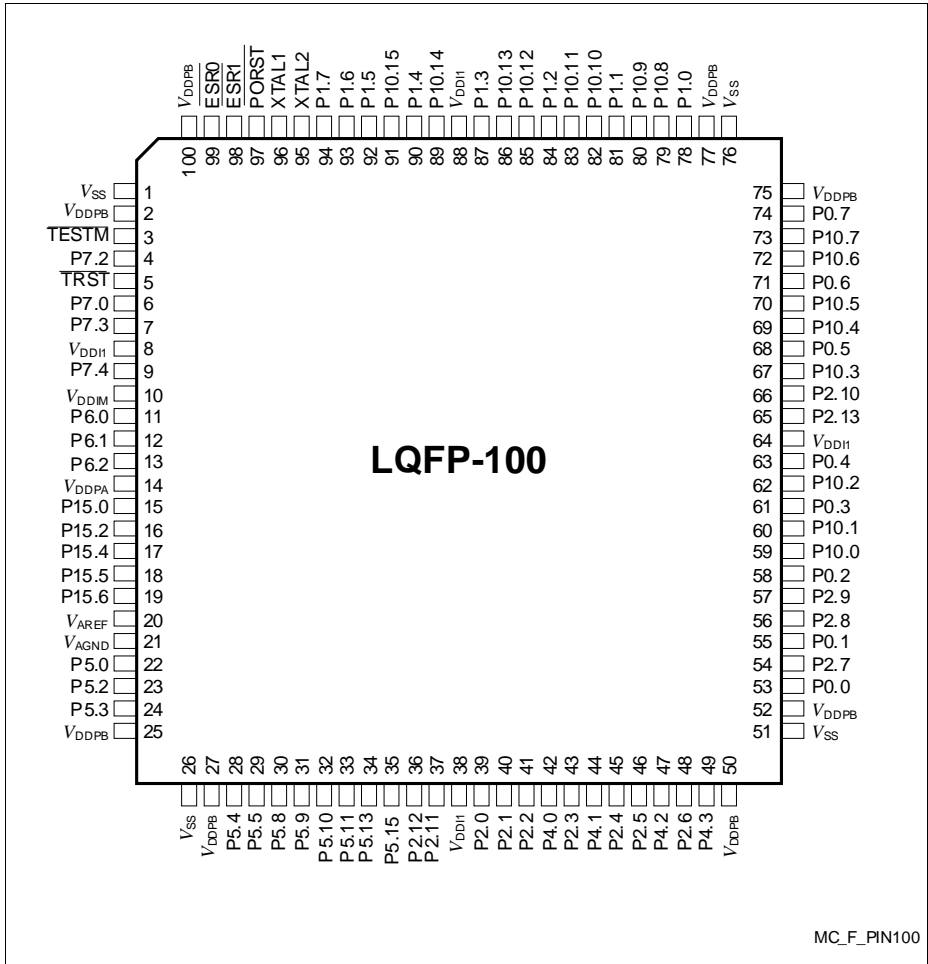 VDDPB
ESR0
ESR1
PORST
XTAL1
XTAL2
P1.7
P1.6
P1.5
P10.15
P1.4
P10.14
VDDI1
P1.3
P10.13
P10.12
P1.2
P10.11
P10.10
P1.1
P10.9
P10.8
P1.0
VDDPB
VSS
100 99 98 97 96 95 94 93 92 91 90 89 88 87 86 85 84 83 82 81 80 79 78 77 76
VSS 1
VDDPB 2
TESTM 3
P7.2 4
TRST 5
P7.0 6
P7.3 7
VDDI1 8
P7.4 9
VDDIM 10
P6.0 11
P6.1 12
P6.2 13
VDDPA 14
P15.0 15
P15.2 16
P15.4 17
P15.5 18
P15.6 19
VAREF 20
VAGND 21
P5.0 22
P5.2 23
P5.3 24
VDDPB 25
LQFP-100
75 VDDPB
74 P0.7
73 P10.7
72 P10.6
71 P0.6
70 P10.5
69 P10.4
68 P0.5
67 P10.3
66 P2.10
65 P2.13
64 VDDI1
63 P0.4
62 P10.2
61 P0.3
60 P10.1
59 P10.0
58 P0.2
57 P2.9
56 P2.8
55 P0.1
54 P2.7
53 P0.0
52 VDDPB
51 VSS
26 27 28 29 30 31 32 33 34 35 36 37 38 39 40 41 42 43 44 45 46 47 48 49 50
VSS
VDDPB
P5.4
P5.5
P5.8
P5.9
P5.10
P5.11
P5.13
P5.15
P2.12
P2.11
VDDI1
P2.0
P2.1
P2.2
P4.0
P2.3
P4.1
P2.4
P2.5
P4.2
P2.6
P4.3
VDDPB
MC_F_PIN100